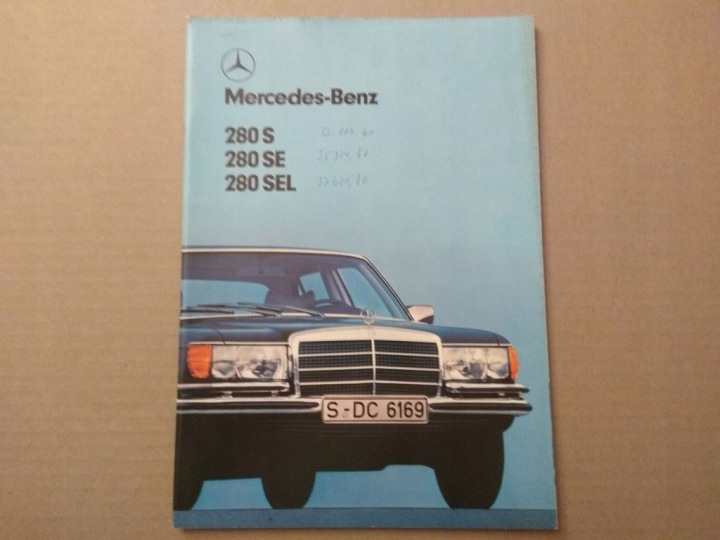 Mercedes-Benz
280 S
280 SE
280 SEL
S-DC 6169